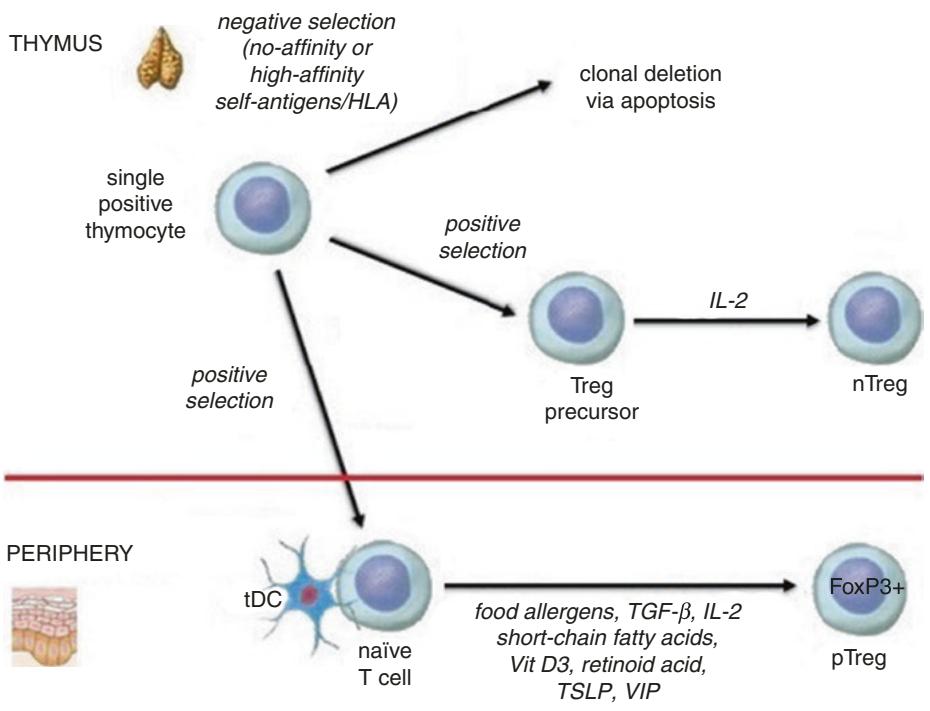 THYMUS
negative selection
(no-affinity or
high-affinity
self-antigens/HLA)
clonal deletion
via apoptosis
single
positive
thymocyte
positive
selection
IL-2
Treg
precursor
nTreg
positive
selection
PERIPHERY
tDC
naïve
T cell
food allergens, TGF-β, IL-2
short-chain fatty acids,
Vit D3, retinoid acid,
TSLP, VIP
FoxP3+
pTreg